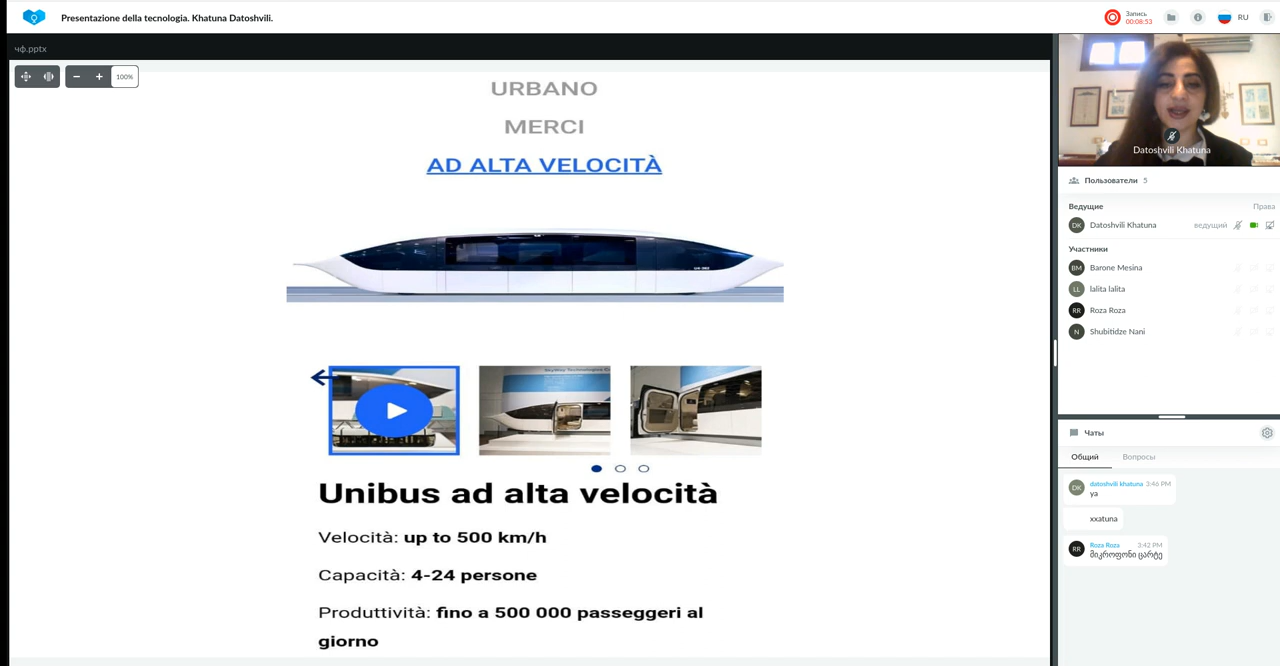 Presentazione della tecnologia. Khatuna Datoshvili.
Запись
00:08:53
RU
чф.pptx
100%
URBANO
MERCI
AD ALTA VELOCITÀ
Unibus ad alta velocità
Velocità: up to 500 km/h
Capacità: 4-24 persone
Produttività: fino a 500 000 passeggeri al
giorno
Datoshvili Khatuna
Пользователи 5
Ведущие Права
DK Datoshvili Khatuna ведущий
Участники
BM Barone Mesina
LL lalita lalita
RR Roza Roza
N Shubitidze Nani
Чаты
Общий Вопросы
DK datoshvili khatuna 3:46 PM
ya
xxatuna
RR Roza Roza 3:42 PM
მიკროფონი ცარტე